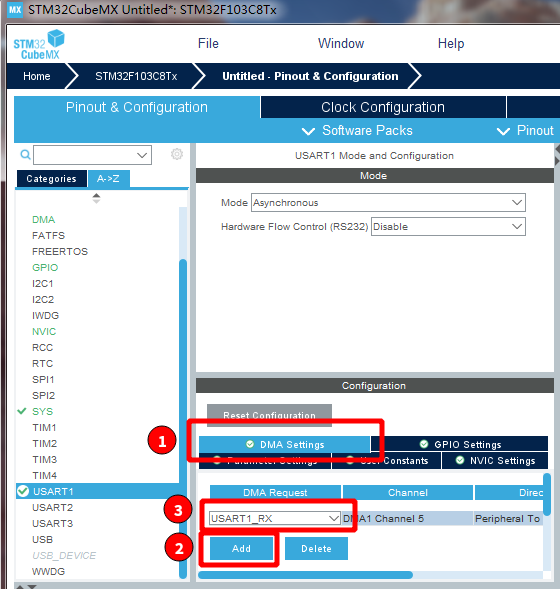 MX STM32CubeMX Untitled*: STM32F103C8Tx
STM32
CubeMX
File Window Help
Home STM32F103C8Tx Untitled - Pinout & Configuration
Pinout & Configuration Clock Configuration
Software Packs Pinout
USART1 Mode and Configuration
Categories A->Z
Mode
Mode Asynchronous
Hardware Flow Control (RS232) Disable
DMA
FATFS
FREERTOS
GPIO
I2C1
I2C2
IWDG
NVIC
RCC
RTC
SPI1
SPI2
SYS
TIM1
TIM2
TIM3
TIM4
USART1
USART2
USART3
USB
USB_DEVICE
WWDG
Configuration
Reset Configuration
1
DMA Settings GPIO Settings
Parameter Settings User Constants NVIC Settings
DMA Request Channel Direc
3
USART1_RX DMA1 Channel 5 Peripheral To
2
Add Delete